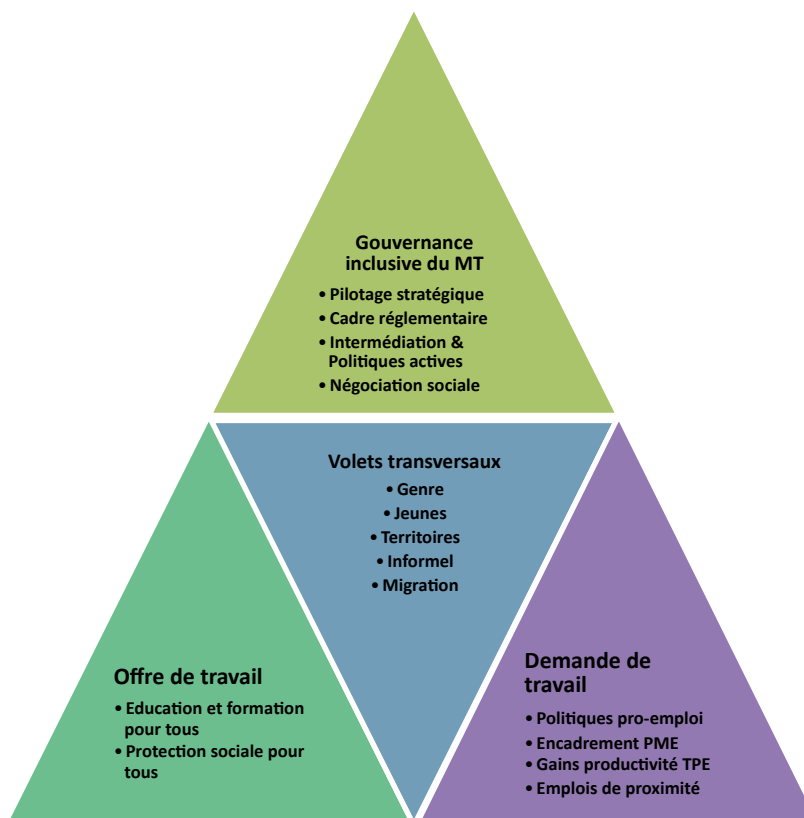 Gouvernance
inclusive du MT
• Pilotage stratégique
• Cadre réglementaire
• Intermédiation &
Politiques actives
• Négociation sociale
Volets transversaux
• Genre
• Jeunes
• Territoires
• Informel
• Migration
Offre de travail
• Education et formation
pour tous
• Protection sociale pour
tous
Demande de
travail
• Politiques pro-emploi
• Encadrement PME
• Gains productivité TPE
• Emplois de proximité